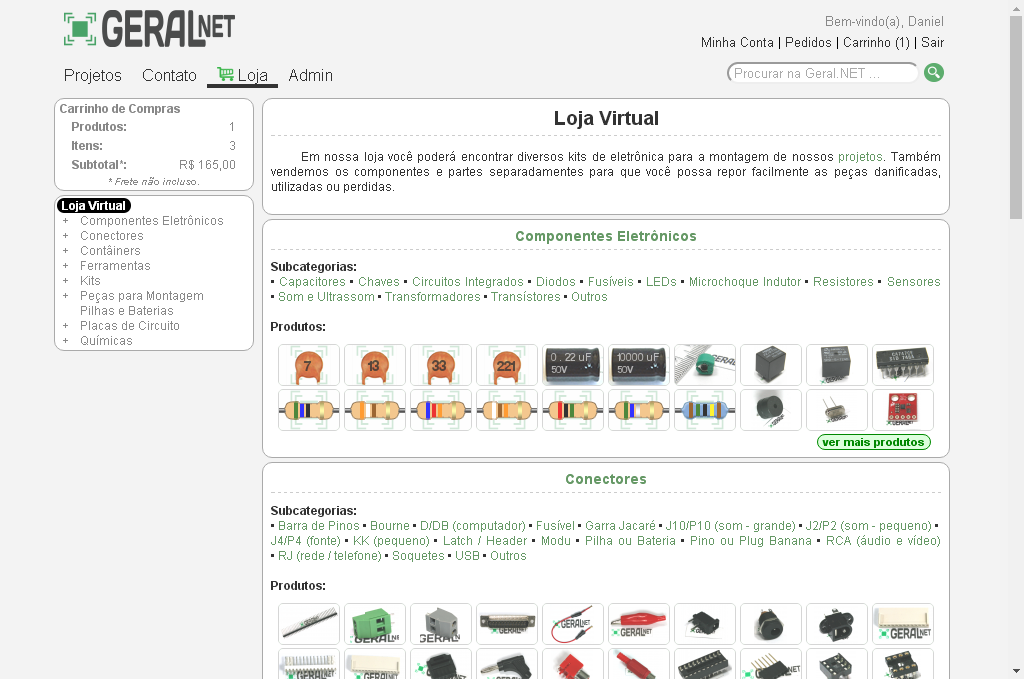 GERALNET
Bem-vindo(a), Daniel
Minha Conta | Pedidos | Carrinho (1) | Sair
Projetos Contato Loja Admin
Procurar na Geral.NET ...
Carrinho de Compras
Produtos: 1
Itens: 3
Subtotal*: R$ 165,00
* Frete não incluso.
Loja Virtual
+ Componentes Eletrônicos
+ Conectores
+ Contâiners
+ Ferramentas
+ Kits
+ Peças para Montagem
Pilhas e Baterias
+ Placas de Circuito
+ Químicas
Loja Virtual
Em nossa loja você poderá encontrar diversos kits de eletrônica para a montagem de nossos projetos. Também
vendemos os componentes e partes separadamentes para que você possa repor facilmente as peças danificadas,
utilizadas ou perdidas.
Componentes Eletrônicos
Subcategorias:
▪ Capacitores ▪ Chaves ▪ Circuitos Integrados ▪ Diodos ▪ Fusíveis ▪ LEDs ▪ Microchoque Indutor ▪ Resistores ▪ Sensores
▪ Som e Ultrassom ▪ Transformadores ▪ Transístores ▪ Outros
Produtos:
7 13 33 221 0.22 uF 10000 uF
50V 50V
ver mais produtos
Conectores
Subcategorias:
▪ Barra de Pinos ▪ Bourne ▪ D/DB (computador) ▪ Fusível ▪ Garra Jacaré ▪ J10/P10 (som - grande) ▪ J2/P2 (som - pequeno) ▪
J4/P4 (fonte) ▪ KK (pequeno) ▪ Latch / Header ▪ Modu ▪ Pilha ou Bateria ▪ Pino ou Plug Banana ▪ RCA (áudio e vídeo)
▪ RJ (rede / telefone) ▪ Soquetes ▪ USB ▪ Outros
Produtos: